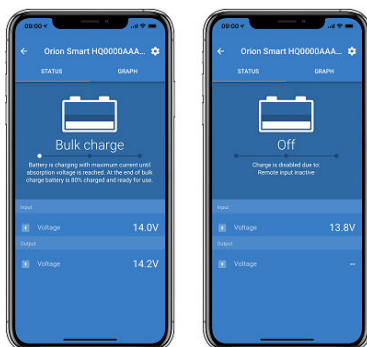 09:00
Orion Smart HQ0000AAA...
STATUS
GRAPH
Bulk charge
Battery is charging with maximum current until
absorption voltage is reached. At the end of bulk
charge battery is 80% charged and ready for use.
Input
Voltage
14.0V
Output
Voltage
14.2V
09:00
Orion Smart HQ0000AAA...
STATUS
GRAPH
Off
Charge is disabled due to:
Remote input inactive
Input
Voltage
13.8V
Output
Voltage
--